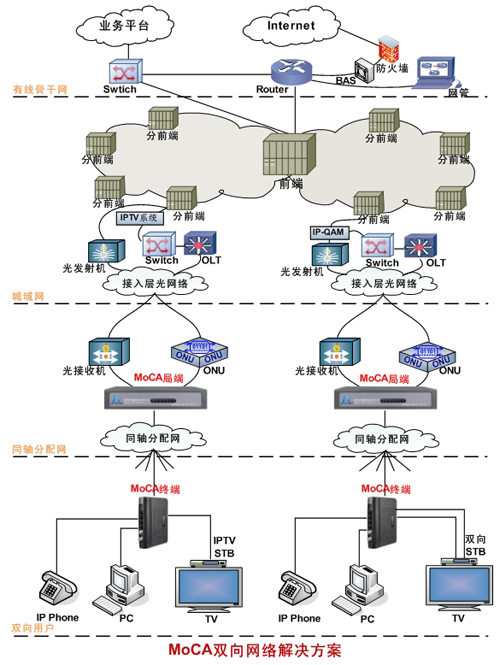 业务平台
Internet
防火墙
Swtich
Router
BAS
网管
有线骨干网
分前端
分前端
分前端
分前端
前端
分前端
分前端
分前端
分前端
IPTV系统
IP-QAM
光发射机
Switch
OLT
光发射机
Switch
OLT
接入层光网络
接入层光网络
城域网
01101
ONU
ONU
光接收机
ONU
MoCA局端
01101
ONU
ONU
光接收机
ONU
MoCA局端
同轴分配网
同轴分配网
同轴分配网
MoCA终端
MoCA终端
IPTV
STB
双向
STB
IP Phone
PC
TV
IP Phone
PC
TV
双向用户
MoCA双向网络解决方案